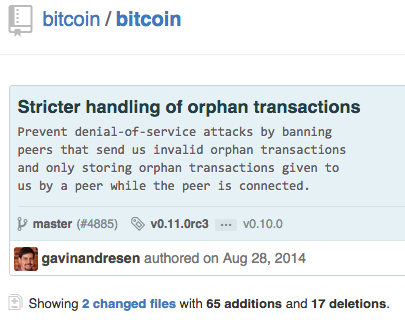 bitcoin / bitcoin
Stricter handling of orphan transactions
Prevent denial-of-service attacks by banning
peers that send us invalid orphan transactions
and only storing orphan transactions given to
us by a peer while the peer is connected.
master (#4885) v0.11.0rc3 ... v0.10.0
gavinandresen authored on Aug 28, 2014
Showing 2 changed files with 65 additions and 17 deletions.